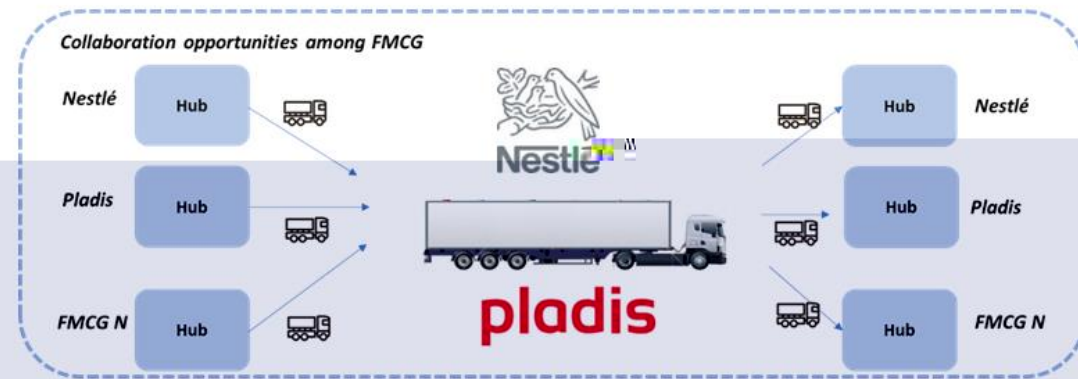 Collaboration opportunities among FMCG
Nestlé
Hub
Hub
Nestlé
Nestlé
Pladis
Hub
Hub
Pladis
pladis
FMCG N
Hub
Hub
FMCG N